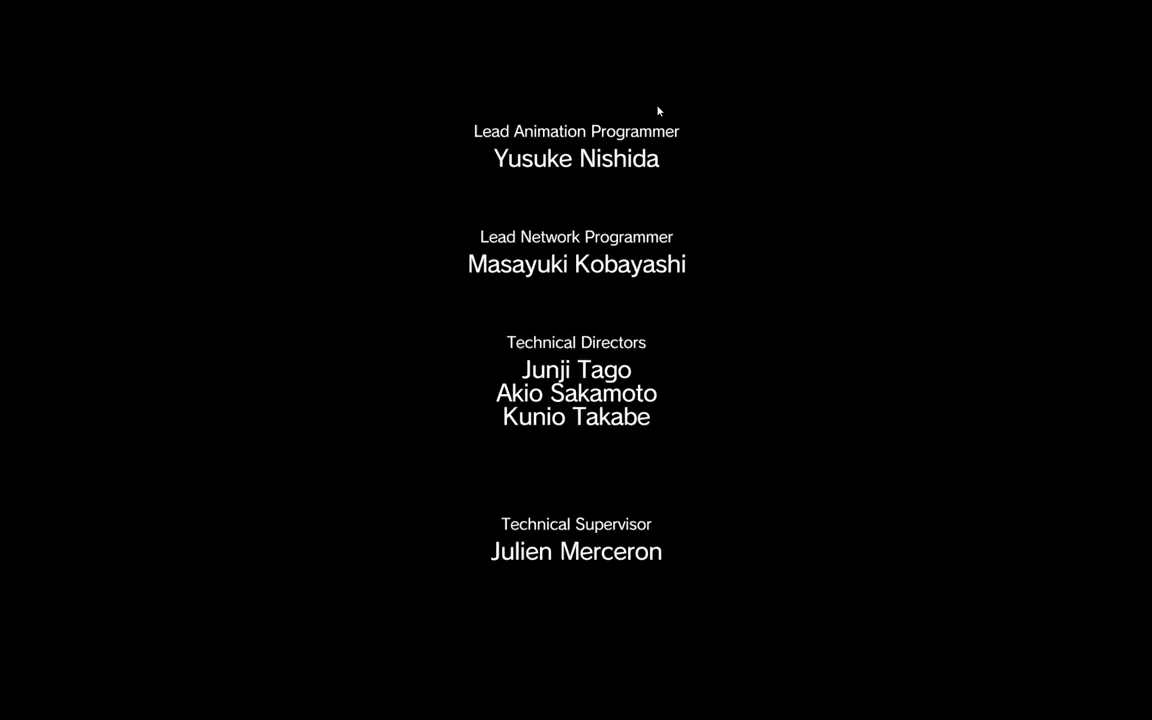 Lead Animation Programmer
Yusuke Nishida
Lead Network Programmer
Masayuki Kobayashi
Technical Directors
Junji Tago
Akio Sakamoto
Kunio Takabe
Technical Supervisor
Julien Merceron